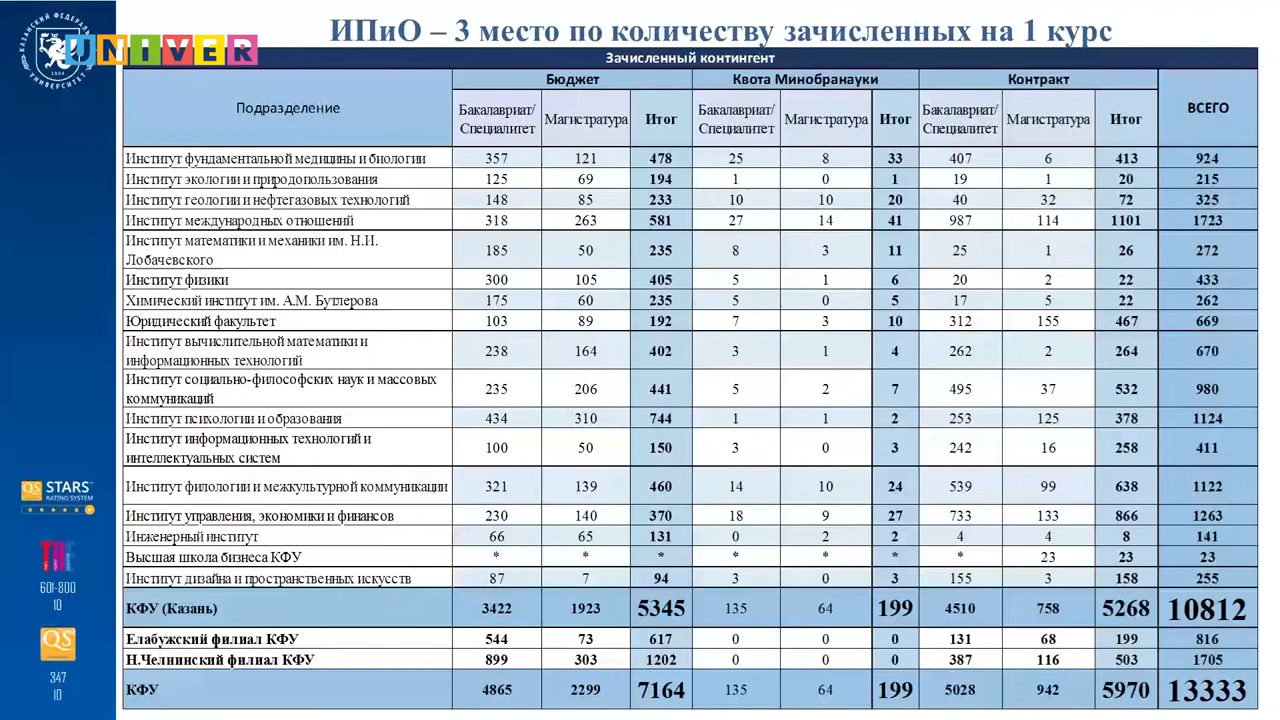 ИПиО – 3 место по количеству зачисленных на 1 курс
КАЗАНСКИЙ ФЕДЕРАЛЬНЫЙ УНИВЕРСИТЕТ
1804
UNIVER
Зачисленный контингент
Подразделение Бюджет Квота Минобранауки Контракт ВСЕГО
Бакалавриат/ Специалитет Магистратура Итог Бакалавриат/ Специалитет Магистратура Итог Бакалавриат/ Специалитет Магистратура Итог
Институт фундаментальной медицины и биологии 357 121 478 25 8 33 407 6 413 924
Институт экологии и природопользования 125 69 194 1 0 1 19 1 20 215
Институт геологии и нефтегазовых технологий 148 85 233 10 10 20 40 32 72 325
Институт международных отношений 318 263 581 27 14 41 987 114 1101 1723
Институт математики и механики им. Н.И.
Лобачевского 185 50 235 8 3 11 25 1 26 272
Институт физики 300 105 405 5 1 6 20 2 22 433
Химический институт им. А.М. Бутлерова 175 60 235 5 0 5 17 5 22 262
Юридический факультет 103 89 192 7 3 10 312 155 467 669
Институт вычислительной математики и
информационных технологий 238 164 402 3 1 4 262 2 264 670
Институт социально-философских наук и массовых
коммуникаций 235 206 441 5 2 7 495 37 532 980
Институт психологии и образования 434 310 744 1 1 2 253 125 378 1124
Институт информационных технологий и
интеллектуальных систем 100 50 150 3 0 3 242 16 258 411
Институт филологии и межкультурной коммуникации 321 139 460 14 10 24 539 99 638 1122
Институт управления, экономики и финансов 230 140 370 18 9 27 733 133 866 1263
Инженерный институт 66 65 131 0 2 2 4 4 8 141
Высшая школа бизнеса КФУ * * * * * * * 23 23 23
Институт дизайна и пространственных искусств 87 7 94 3 0 3 155 3 158 255
КФУ (Казань) 3422 1923 5345 135 64 199 4510 758 5268 10812
Елабужский филиал КФУ 544 73 617 0 0 0 131 68 199 816
Н.Челнинский филиал КФУ 899 303 1202 0 0 0 387 116 503 1705
КФУ 4865 2299 7164 135 64 199 5028 942 5970 13333
QS STARS
RATING SYSTEM
THE
601-800
10
QS
347
10